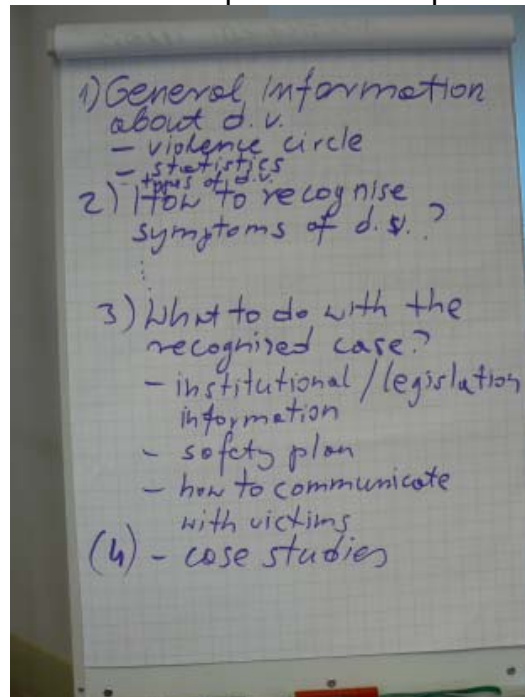 1) General information
about d.v.
- violence circle
- statistics
types of d.v.
2) How to recognise
symptoms of d.v.?
3) What to do with the
recognised case?
- institutional/legislation
information
- safety plan
- how to communicate
with victims
(4) - case studies